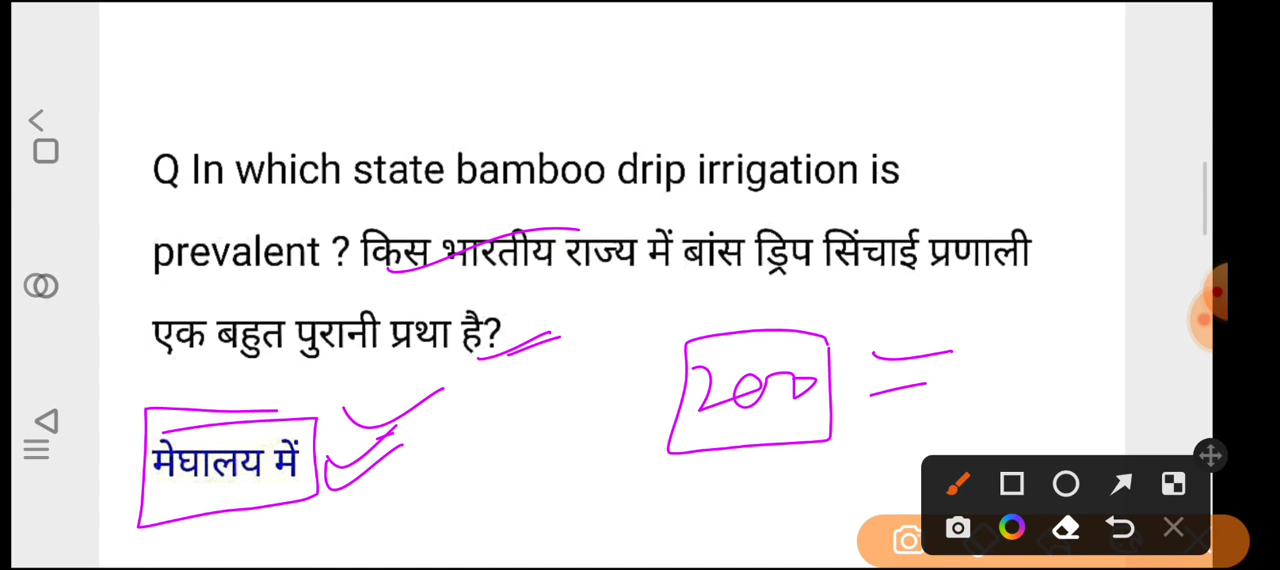 Q In which state bamboo drip irrigation is
prevalent ? किस भारतीय राज्य में बांस ड्रिप सिंचाई प्रणाली
एक बहुत पुरानी प्रथा है?
200
मेघालय में